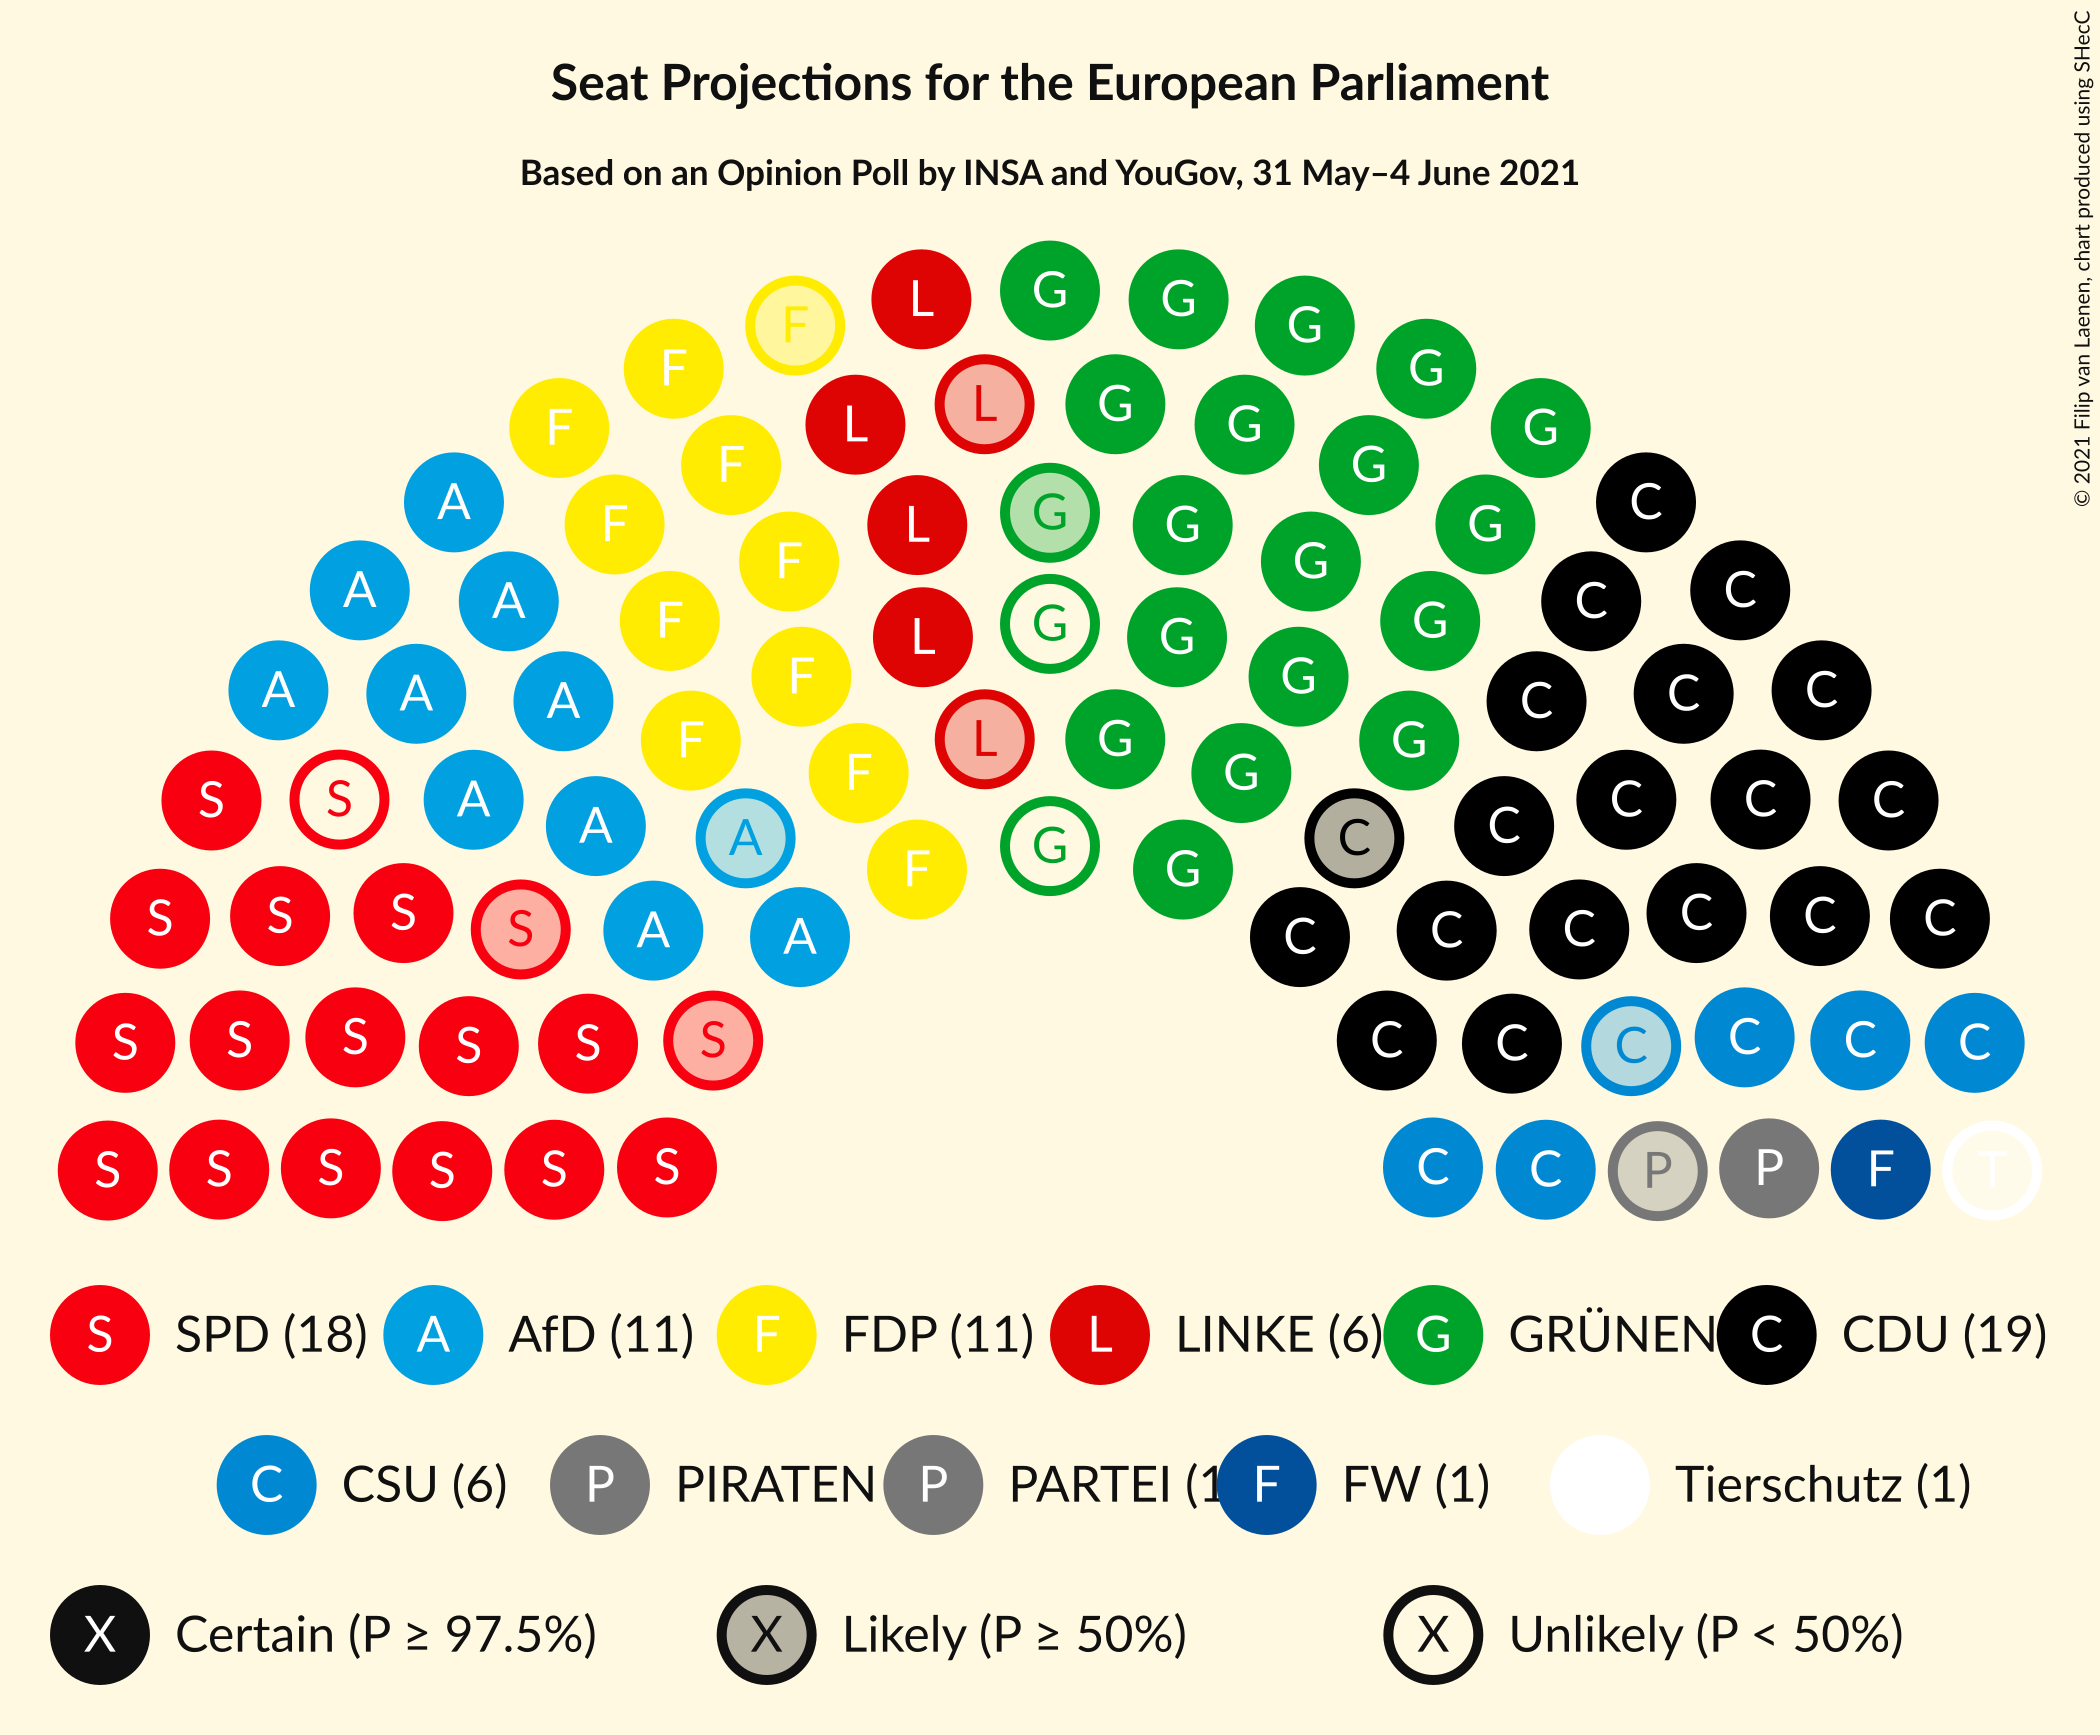 Seat Projections for the European Parliament
Based on an Opinion Poll by INSA and YouGov, 31 May–4 June 2021
© 2021 Filip van Laenen, chart produced using SHecC
L G G G
F G
F L L G G G
F F G G
A F L G G G C
A A F F G G C C
A A A F L G G G G C C C
S S A A F F L G G G C C C C
S S S S A A A F G G C C C C C C C
S S S S S S C C C C C C
S S S S S S C C P P F T
S SPD (18) A AfD (11) F FDP (11) L LINKE (6) G GRÜNEN C CDU (19)
C CSU (6) P PIRATEN P PARTEI (1 F FW (1) Tierschutz (1)
X Certain (P ≥ 97.5%) X Likely (P ≥ 50%) X Unlikely (P < 50%)